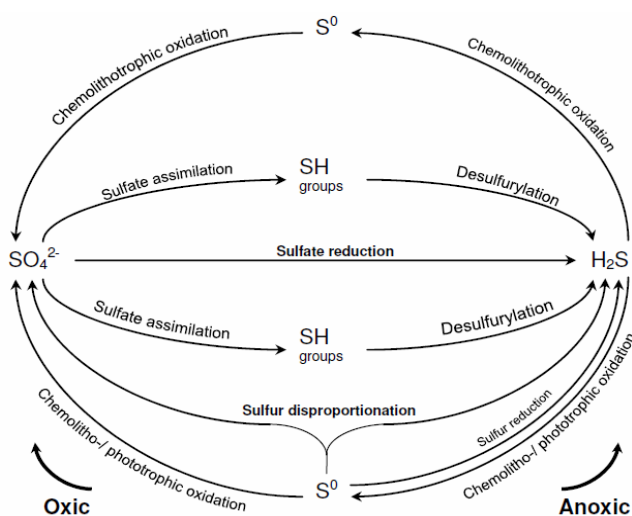 S⁰
Chemolithotrophic oxidation
Chemolithotrophic oxidation
Sulfate assimilation
SH
groups
Desulfurylation
SO₄²⁻
Sulfate reduction
H₂S
Sulfate assimilation
SH
groups
Desulfurylation
Sulfur disproportionation
Chemolitho-/ phototrophic oxidation
Sulfur reduction
Chemolitho-/ phototrophic oxidation
S⁰
Oxic
Anoxic